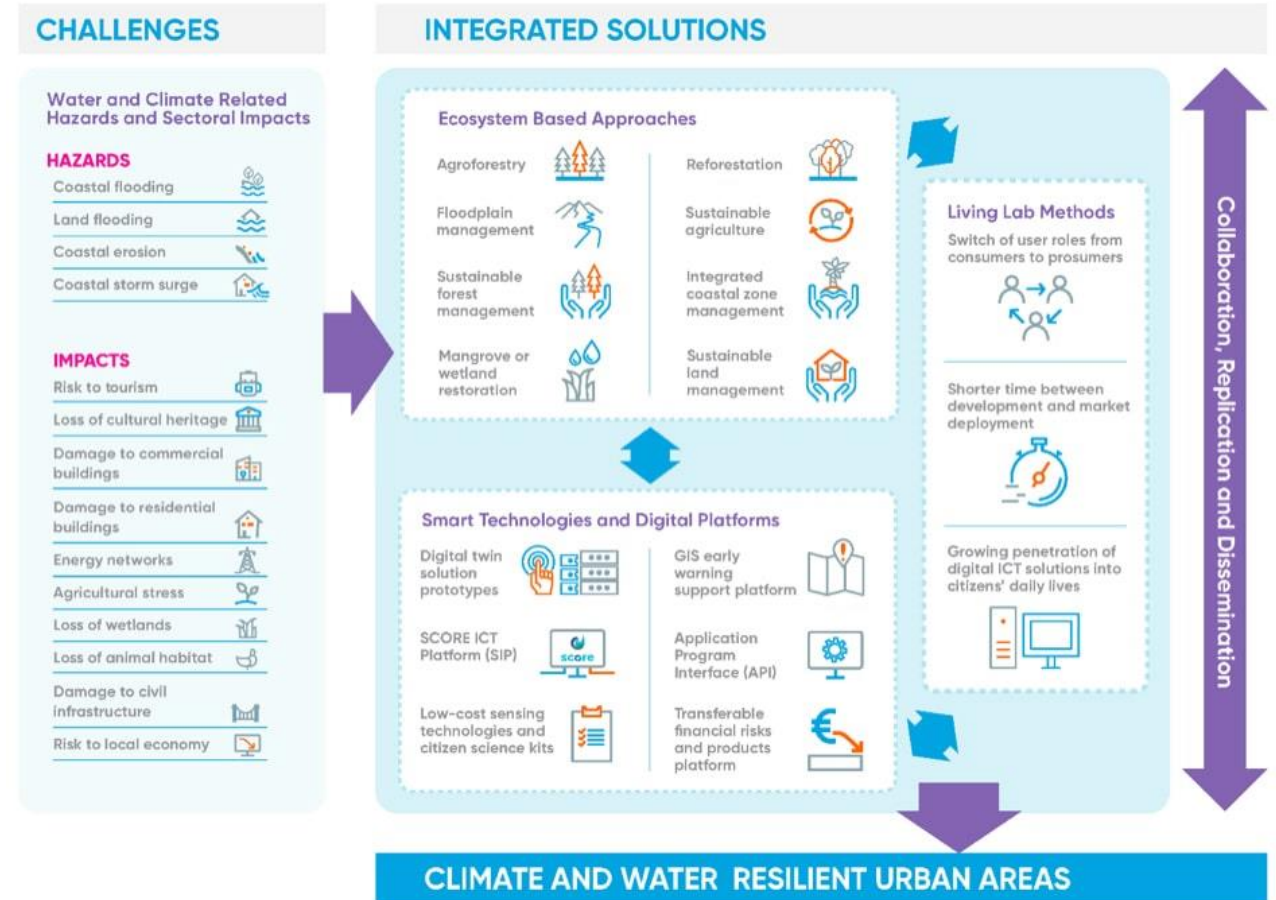 CHALLENGES
Water and Climate Related
Hazards and Sectoral Impacts
HAZARDS
Coastal flooding
Land flooding
Coastal erosion
Coastal storm surge
IMPACTS
Risk to tourism
Loss of cultural heritage
Damage to commercial
buildings
Damage to residential
buildings
Energy networks
Agricultural stress
Loss of wetlands
Loss of animal habitat
Damage to civil
infrastructure
Risk to local economy
INTEGRATED SOLUTIONS
Ecosystem Based Approaches
Agroforestry
Floodplain
management
Sustainable
forest
management
Mangrove or
wetland
restoration
Reforestation
Sustainable
agriculture
Integrated
coastal zone
management
Sustainable
land
management
Smart Technologies and Digital Platforms
Digital twin
solution
prototypes
SCORE ICT
Platform (SIP)
score
Low-cost sensing
technologies and
citizen science kits
GIS early
warning
support platform
Application
Program
Interface (API)
Transferable
financial risks
and products
platform
€
Living Lab Methods
Switch of user roles from
consumers to prosumers
Shorter time between
development and market
deployment
Growing penetration of
digital ICT solutions into
citizens' daily lives
Collaboration, Replication and Dissemination
CLIMATE AND WATER RESILIENT URBAN AREAS